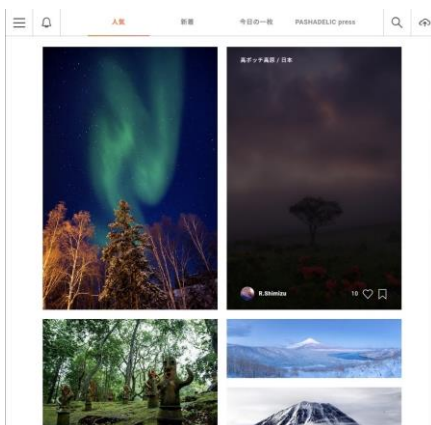 人気
新着
今日の一枚
PASHADELIC press
高ボッチ高原 / 日本
R.Shimizu
10